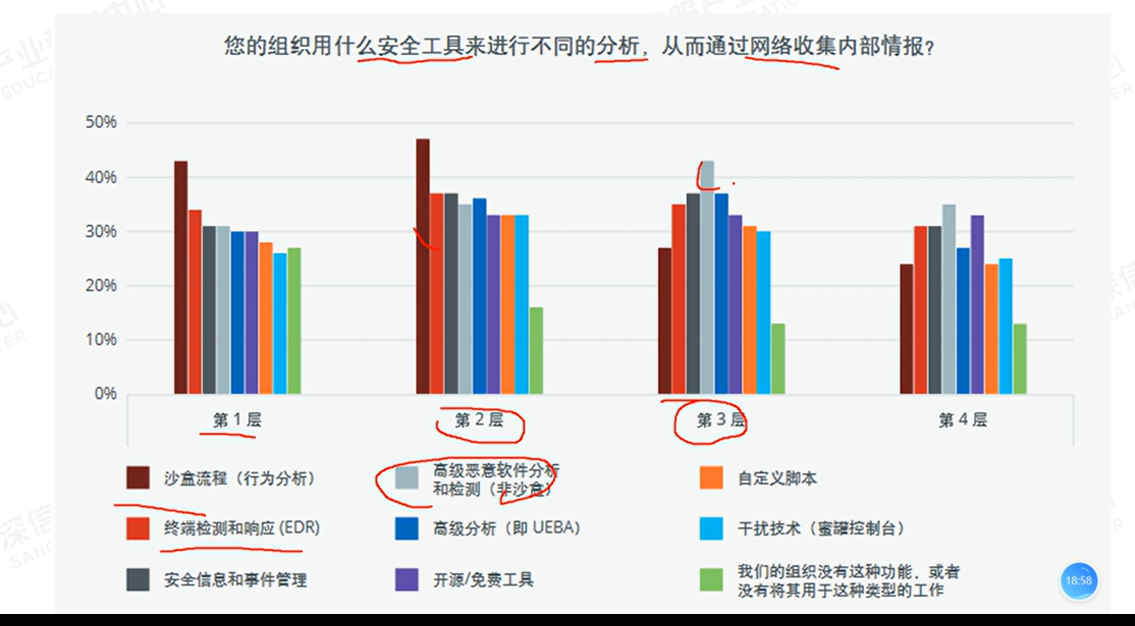 您的组织用什么安全工具来进行不同的分析，从而通过网络收集内部情报?
50%
40%
30%
20%
10%
0%
第 1 层
第 2 层
第 3 层
第 4 层
沙盒流程（行为分析）
高级恶意软件分析
和检测（非沙盒）
自定义脚本
终端检测和响应 (EDR)
高级分析（即 UEBA）
干扰技术（蜜罐控制台）
安全信息和事件管理
开源/免费工具
我们的组织没有这种功能，或者
没有将其用于这种类型的工作
18:58